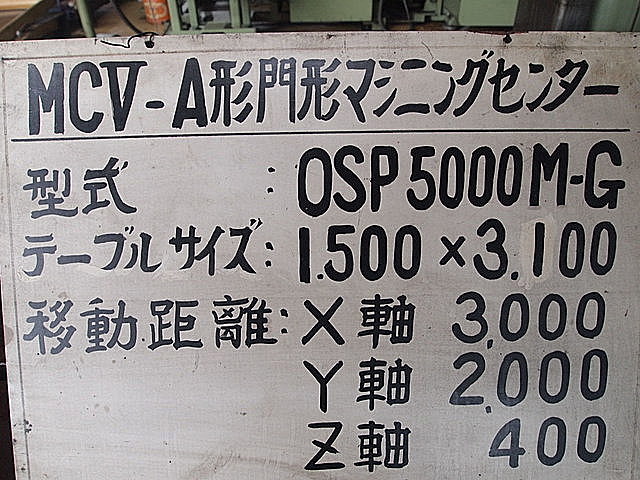 MCV-A形門形マシニングセンター
型式 : OSP5000M-G
テーブルサイズ: 1.500×3.100
移動距離: X軸 3,000
Y軸 2,000
Z軸 400